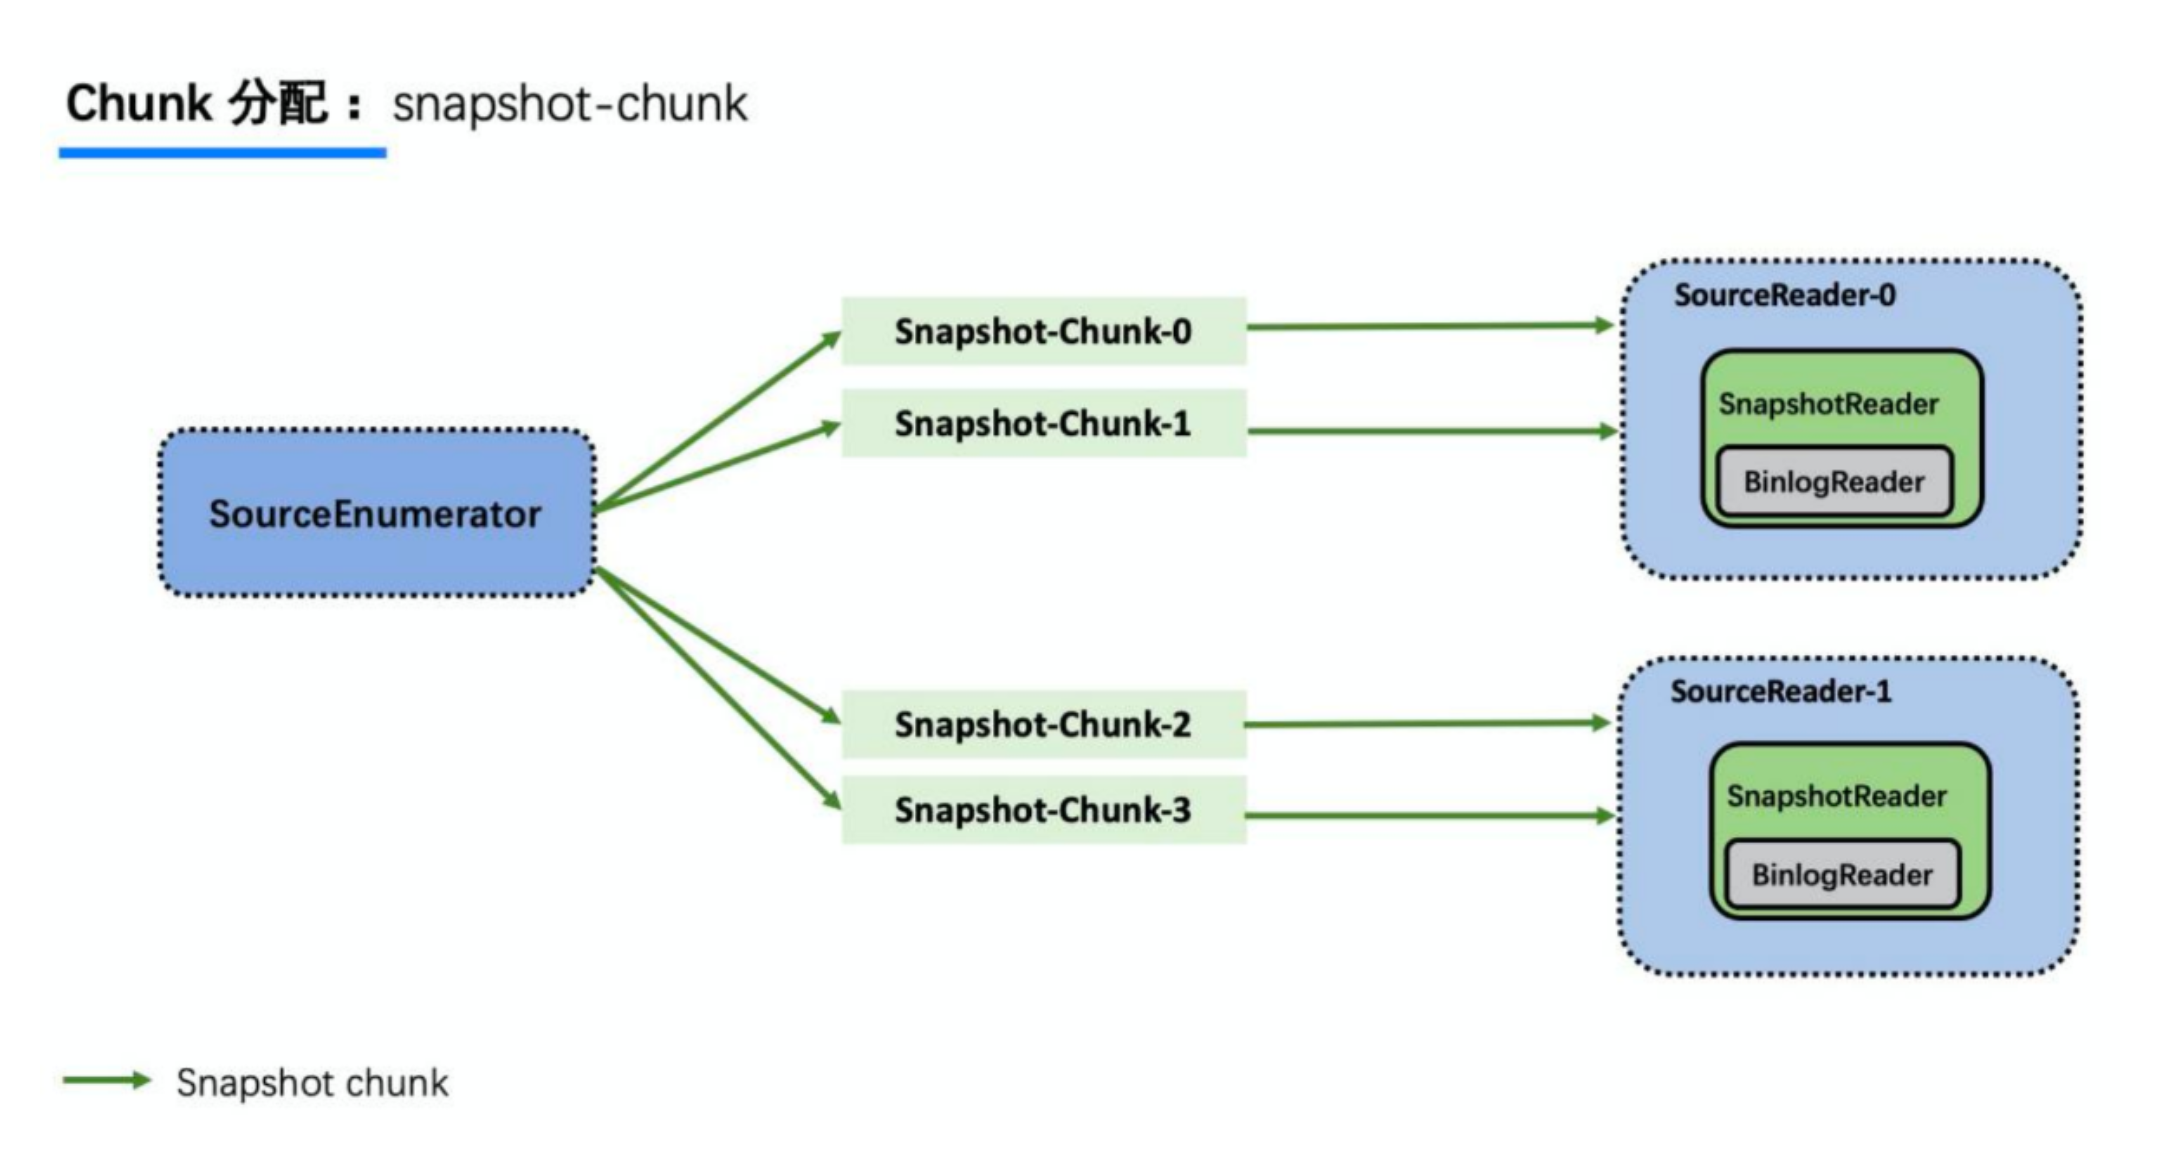 Chunk 分配：snapshot-chunk
SourceEnumerator
Snapshot-Chunk-0
Snapshot-Chunk-1
Snapshot-Chunk-2
Snapshot-Chunk-3
SourceReader-0
SnapshotReader
BinlogReader
SourceReader-1
SnapshotReader
BinlogReader
Snapshot chunk